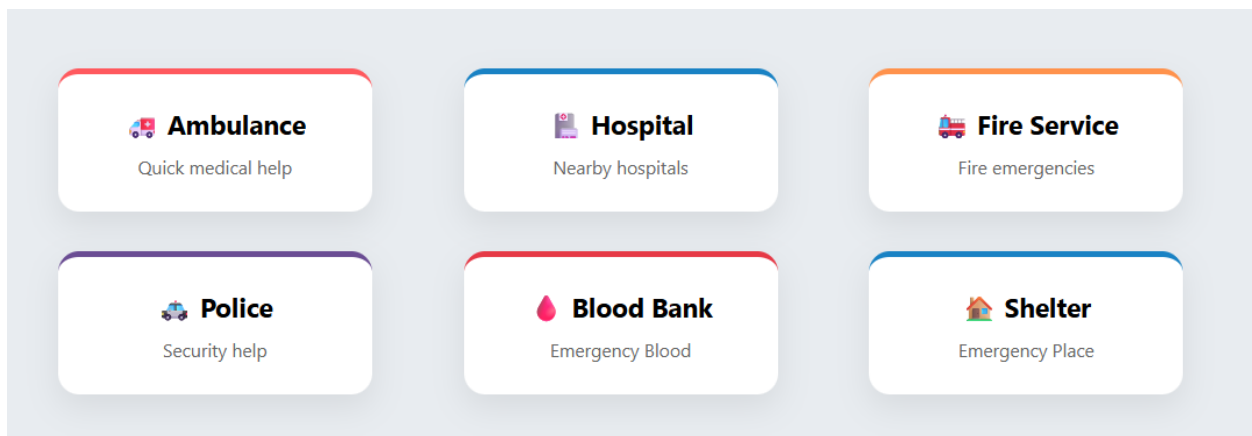 Ambulance
Quick medical help
Hospital
Nearby hospitals
Fire Service
Fire emergencies
Police
Security help
Blood Bank
Emergency Blood
Shelter
Emergency Place